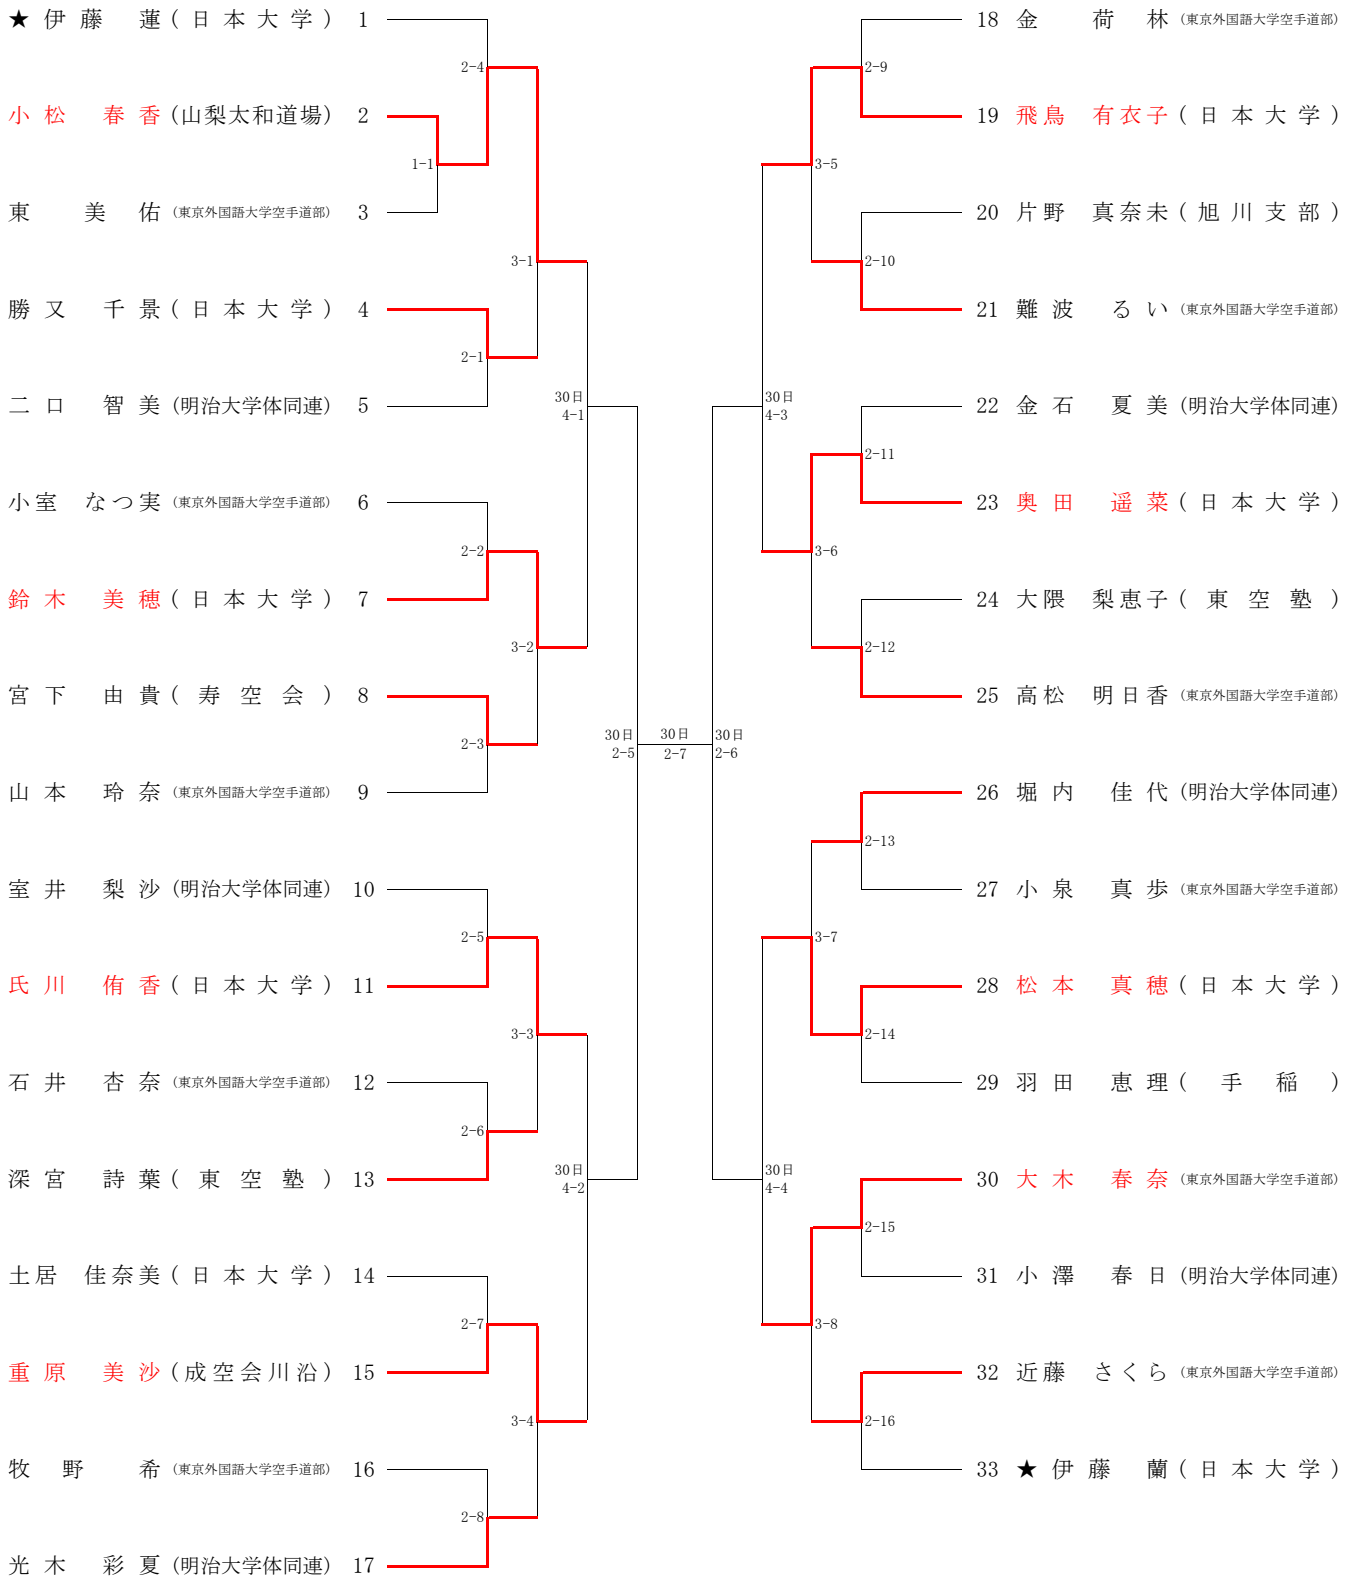 ★ 伊藤 蓮 (日本大学) 1
2-4
小松 春香 (山梨太和道場) 2
1-1
東 美佑 (東京外国語大学空手道部) 3
3-1
勝又 千景 (日本大学) 4
2-1
二口 智美 (明治大学体同連) 5
30日
4-1
小室 なつ実 (東京外国語大学空手道部) 6
2-2
鈴木 美穂 (日本大学) 7
3-2
宮下 由貴 (寿空会) 8
2-3
山本 玲奈 (東京外国語大学空手道部) 9
30日
2-5
室井 梨沙 (明治大学体同連) 10
2-5
氏川 侑香 (日本大学) 11
3-3
石井 杏奈 (東京外国語大学空手道部) 12
2-6
深宮 詩葉 (東空塾) 13
30日
4-2
土居 佳奈美 (日本大学) 14
2-7
重原 美沙 (成空会川沿) 15
3-4
牧野 希 (東京外国語大学空手道部) 16
2-8
光木 彩夏 (明治大学体同連) 17
30日
2-7
18 金 荷林 (東京外国語大学空手道部)
2-9
19 飛鳥 有衣子 (日本大学)
3-5
20 片野 真奈未 (旭川支部)
2-10
21 難波 るい (東京外国語大学空手道部)
30日
4-3
22 金石 夏美 (明治大学体同連)
2-11
23 奥田 遥菜 (日本大学)
3-6
24 大隈 梨恵子 (東空塾)
2-12
25 高松 明日香 (東京外国語大学空手道部)
30日
2-6
26 堀内 佳代 (明治大学体同連)
2-13
27 小泉 真歩 (東京外国語大学空手道部)
3-7
28 松本 真穂 (日本大学)
2-14
29 羽田 恵理 (手稲)
30日
4-4
30 大木 春奈 (東京外国語大学空手道部)
2-15
31 小澤 春日 (明治大学体同連)
3-8
32 近藤 さくら (東京外国語大学空手道部)
2-16
33 ★ 伊藤 蘭 (日本大学)